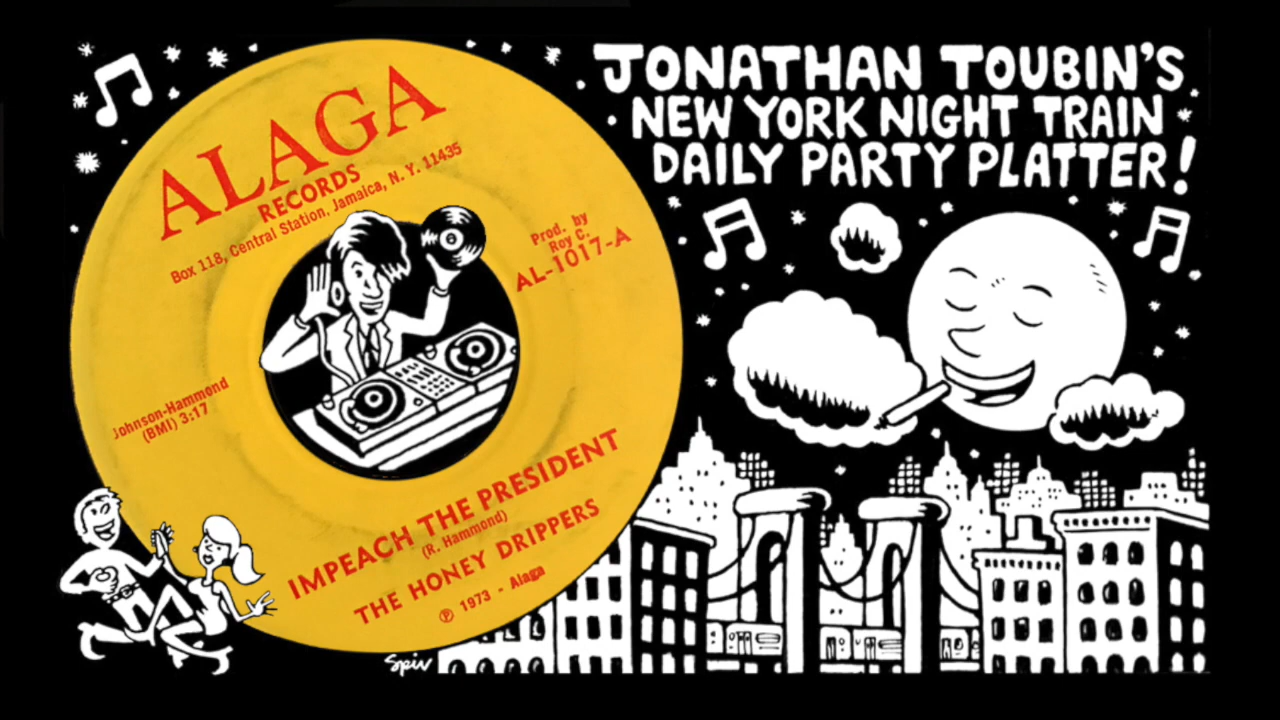 JONATHAN TOUBIN'S
NEW YORK NIGHT TRAIN
DAILY PARTY PLATTER!
ALAGA
RECORDS
Box 118, Central Station, Jamaica, N. Y. 11435
Prod. by
Roy C.
AL-1017-A
Johnson-Hammond
(BMI) 3:17
IMPEACH THE PRESIDENT
(R. Hammond)
THE HONEY DRIPPERS
℗ 1973 - Alaga
Spiv